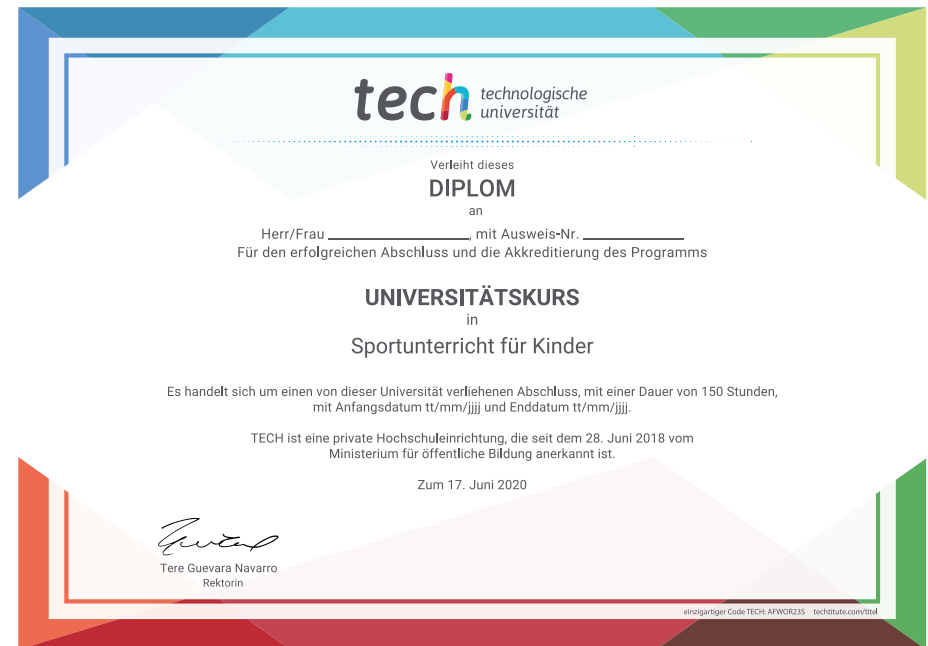 tech technologische
universität
Verleiht dieses
DIPLOM
an
Herr/Frau ____________________, mit Ausweis-Nr. ______________
Für den erfolgreichen Abschluss und die Akkreditierung des Programms
UNIVERSITÄTSKURS
in
Sportunterricht für Kinder
Es handelt sich um einen von dieser Universität verliehenen Abschluss, mit einer Dauer von 150 Stunden,
mit Anfangsdatum tt/mm/jjjj und Enddatum tt/mm/jjjj.
TECH ist eine private Hochschuleinrichtung, die seit dem 28. Juni 2018 vom
Ministerium für öffentliche Bildung anerkannt ist.
Zum 17. Juni 2020
Tere Guevara Navarro
Rektorin
einzigartiger Code TECH: AFWOR235 techtitute.com/titel